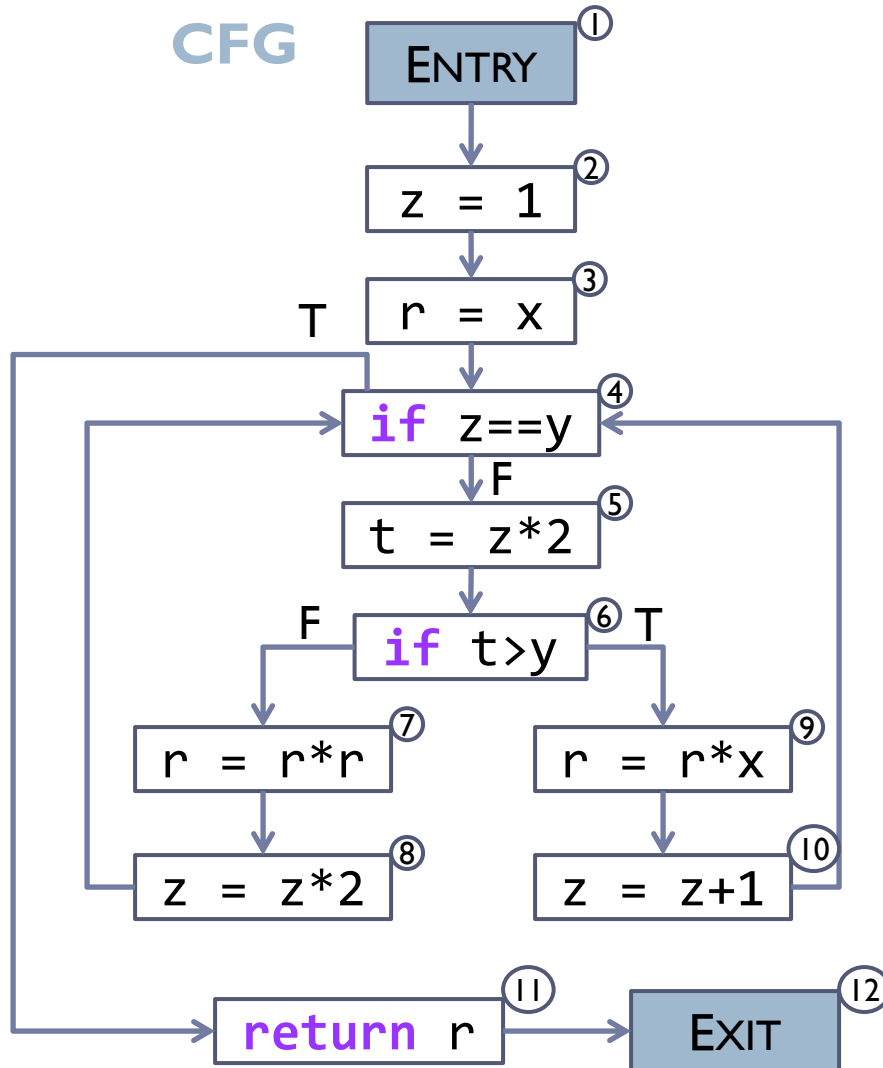 CFG
ENTRY 1
z = 1 2
r = x 3
T
if z==y 4
F
t = z*2 5
F
if t>y 6
T
r = r*r 7
r = r*x 9
z = z*2 8
z = z+1 10
return r 11
EXIT 12